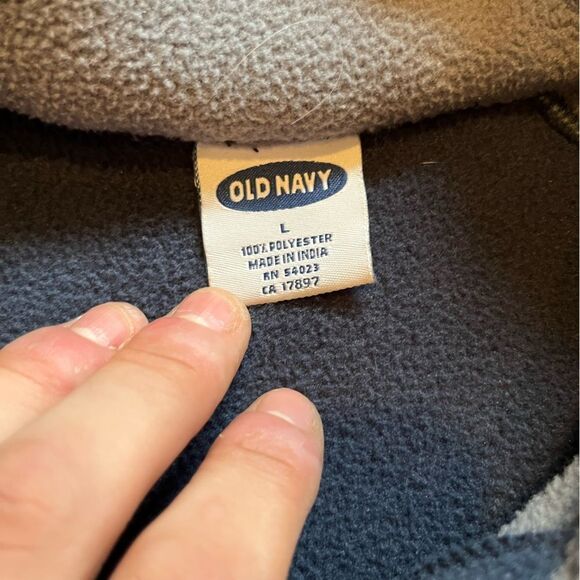 OLD NAVY
L
100% POLYESTER
MADE IN INDIA
RN 54023
CA 17897